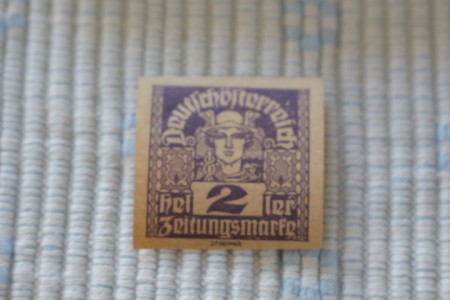 Deutschösterreich
Hel 2 ler
Zeitungsmarke